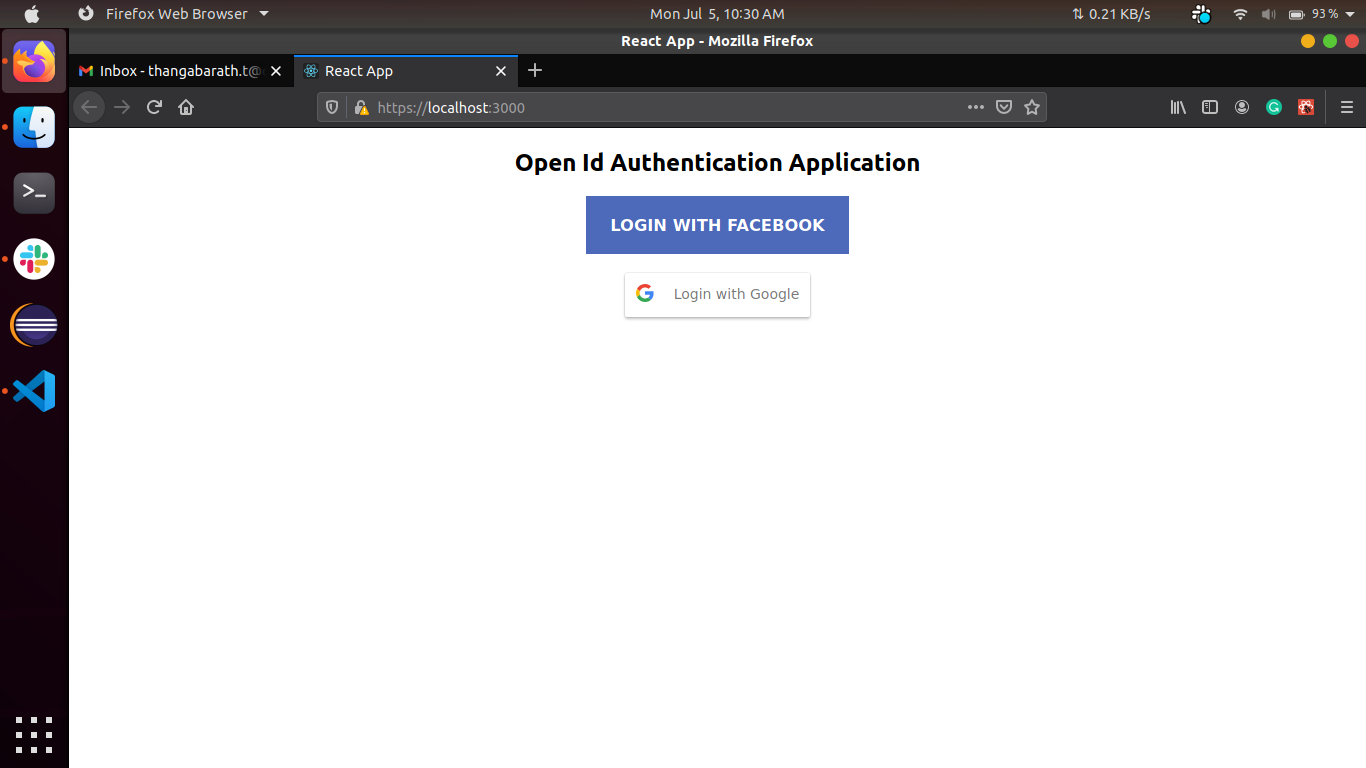 Firefox Web Browser Mon Jul 5, 10:30 AM 0.21 KB/s 93 %
React App - Mozilla Firefox
Inbox - thangabarath.t@ React App
https://localhost:3000
Open Id Authentication Application
LOGIN WITH FACEBOOK
Login with Google